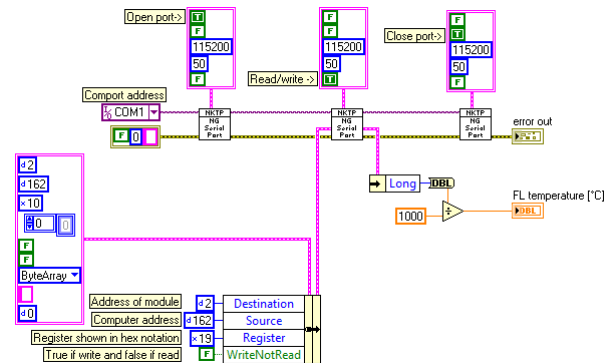 Open port->
T
F
115200
50
F
Read/write ->
F
F
115200
50
T
Close port->
F
T
115200
50
F
Comport address
COM1
F 0
NKTP
NG
Serial
Port
NKTP
NG
Serial
Port
NKTP
NG
Serial
Port
error out
d 2
d 162
x 10
0 0
F
F
ByteArray
d 0
Long
DBL
1000
÷
FL temperature [°C]
DBL
Address of module d 2 Destination
Computer address d 162 Source
Register shown in hex notation x 19 Register
True if write and false if read F WriteNotRead